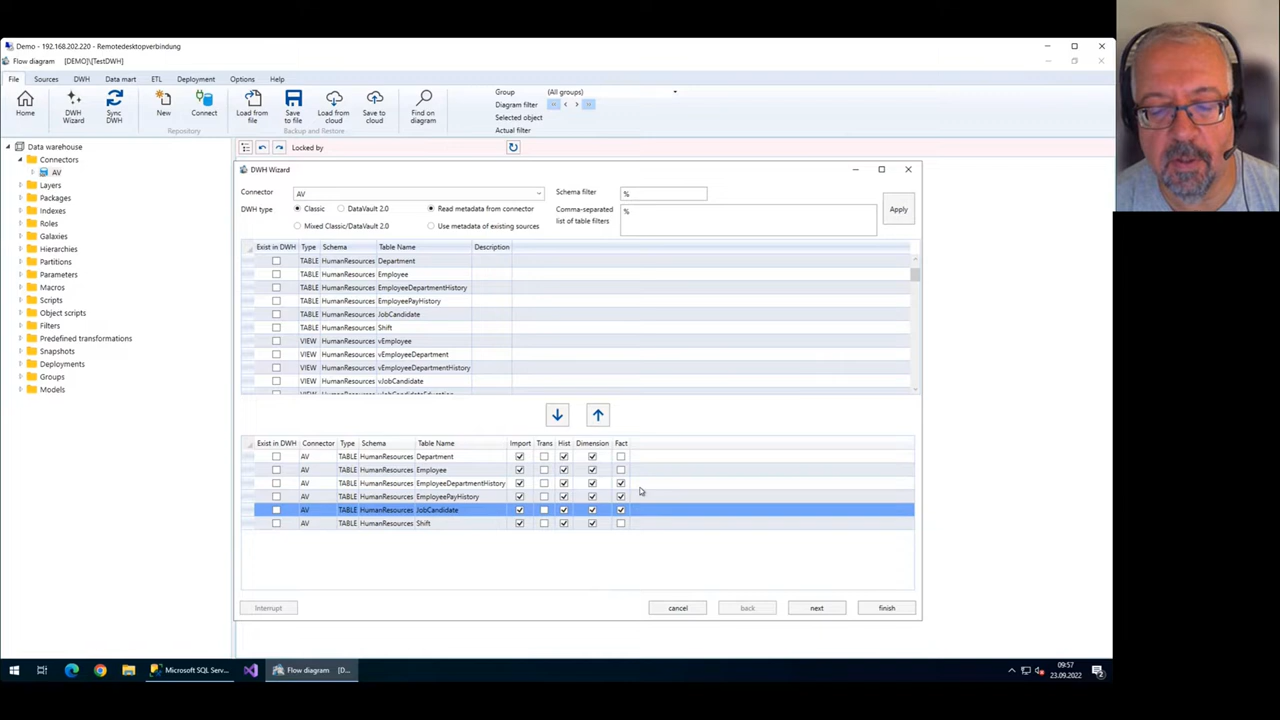 Demo - 192.168.202.220 - Remotedesktopverbindung
Flow diagram [DEMO]\[TestDWH]
File Sources DWH Data mart ETL Deployment Options Help
Home
DWH Wizard
Sync DWH
New
Connect
Load from file
Save to file
Load from cloud
Save to cloud
Find on diagram
Repository
Backup and Restore
Group (All groups)
Diagram filter
Selected object
Actual filter
Locked by
Data warehouse
Connectors
AV
Layers
Packages
Indexes
Roles
Galaxies
Hierarchies
Partitions
Parameters
Macros
Scripts
Object scripts
Filters
Predefined transformations
Snapshots
Deployments
Groups
Models
DWH Wizard
Connector AV Schema filter %
DWH type Classic DataVault 2.0 Read metadata from connector
Mixed Classic/DataVault 2.0 Use metadata of existing sources
Comma-separated list of table filters %
Apply
Exist in DWH Type Schema Table Name Description
TABLE HumanResources Department
TABLE HumanResources Employee
TABLE HumanResources EmployeeDepartmentHistory
TABLE HumanResources EmployeePayHistory
TABLE HumanResources JobCandidate
TABLE HumanResources Shift
VIEW HumanResources vEmployee
VIEW HumanResources vEmployeeDepartment
VIEW HumanResources vEmployeeDepartmentHistory
VIEW HumanResources vJobCandidate
Exist in DWH Connector Type Schema Table Name Import Trans Hist Dimension Fact
AV TABLE HumanResources Department
AV TABLE HumanResources Employee
AV TABLE HumanResources EmployeeDepartmentHistory
AV TABLE HumanResources EmployeePayHistory
AV TABLE HumanResources JobCandidate
AV TABLE HumanResources Shift
Interrupt cancel back next finish
Microsoft SQL Serv...
Flow diagram [D...
09:57
23.09.2022